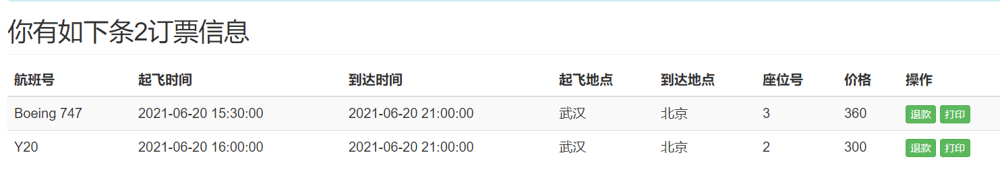 你有如下条2订票信息
航班号 起飞时间 到达时间 起飞地点 到达地点 座位号 价格 操作
Boeing 747 2021-06-20 15:30:00 2021-06-20 21:00:00 武汉 北京 3 360 退款 打印
Y20 2021-06-20 16:00:00 2021-06-20 21:00:00 武汉 北京 2 300 退款 打印